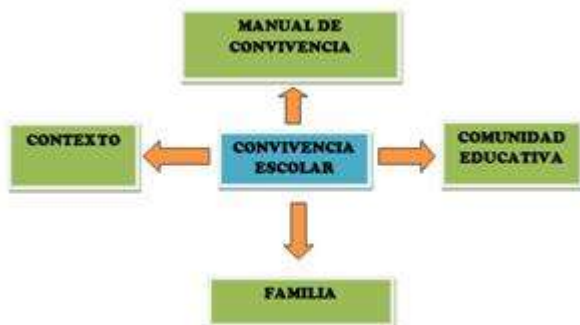 MANUAL DE
CONVIVENCIA
CONTEXTO
CONVIVENCIA
ESCOLAR
COMUNIDAD
EDUCATIVA
FAMILIA